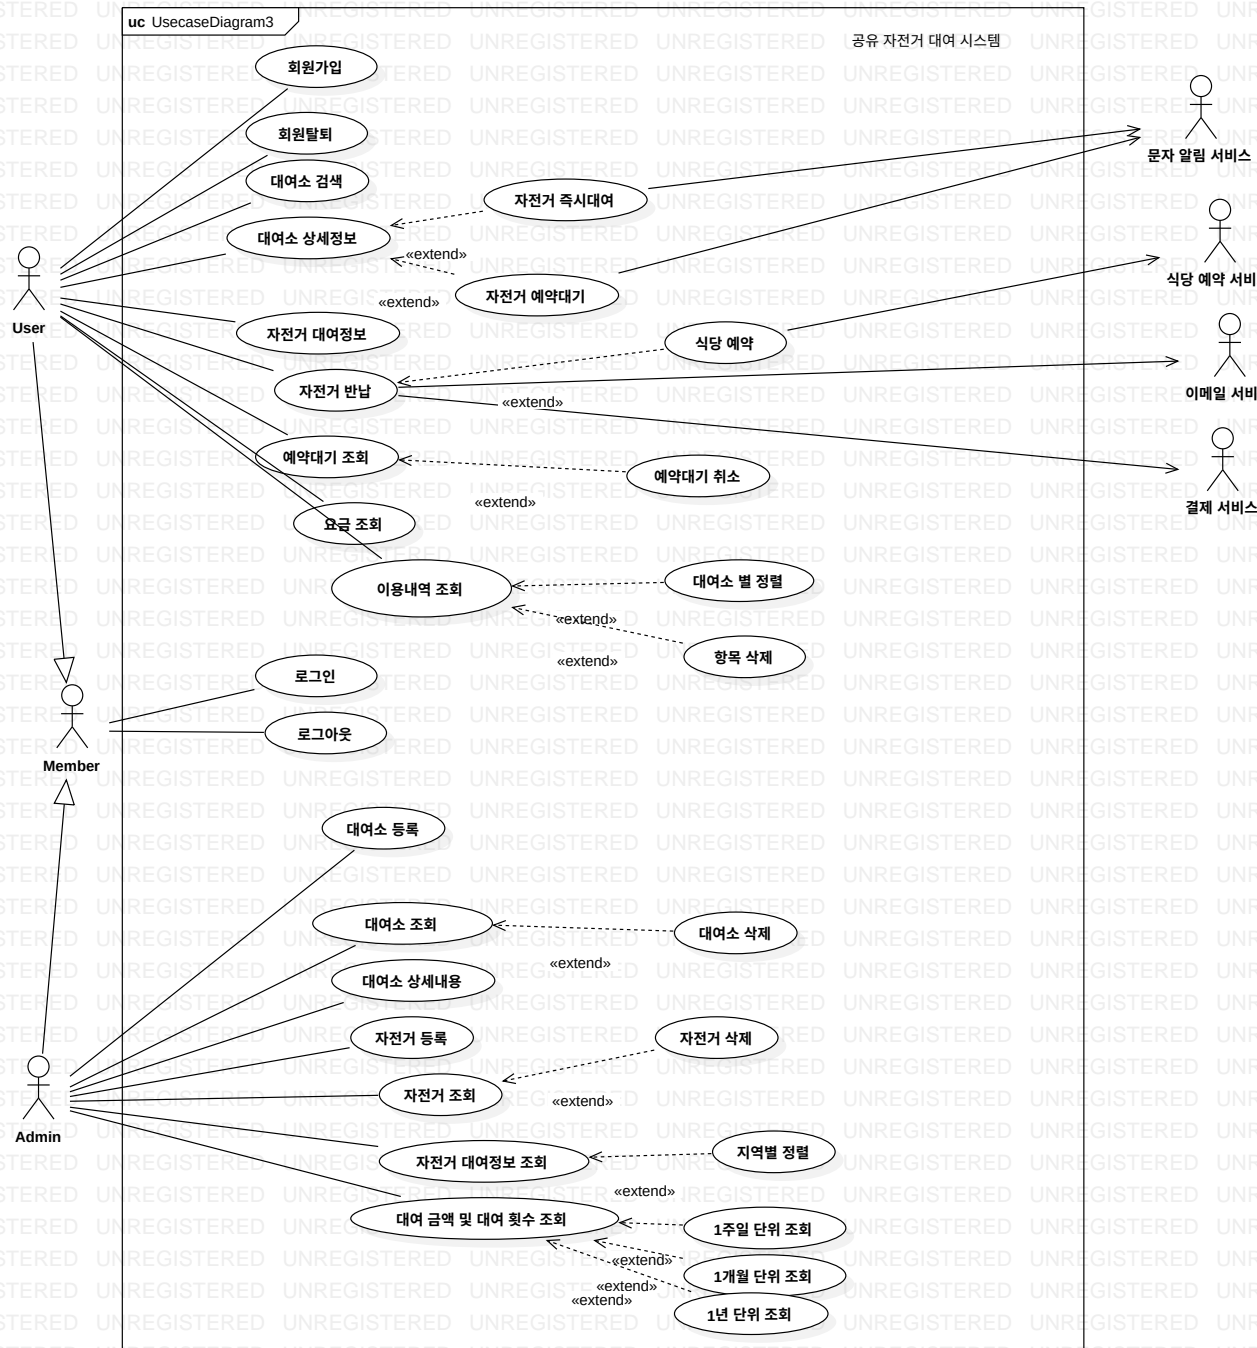 uc UsecaseDiagram3
공유 자전거 대여 시스템
회원가입
회원탈퇴
대여소 검색
대여소 상세정보
자전거 즉시대여
«extend»
자전거 예약대기
«extend»
자전거 대여정보
식당 예약
자전거 반납
«extend»
예약대기 조회
예약대기 취소
«extend»
요금 조회
이용내역 조회
대여소 별 정렬
«extend»
항목 삭제
«extend»
User
문자 알림 서비스
식당 예약 서비
이메일 서비
결제 서비스
로그인
로그아웃
Member
대여소 등록
대여소 조회
대여소 삭제
«extend»
대여소 상세내용
자전거 등록
자전거 삭제
자전거 조회
«extend»
Admin
자전거 대여정보 조회
지역별 정렬
«extend»
대여 금액 및 대여 횟수 조회
1주일 단위 조회
«extend»
1개월 단위 조회
«extend»
«extend»
1년 단위 조회
UNREGISTERED